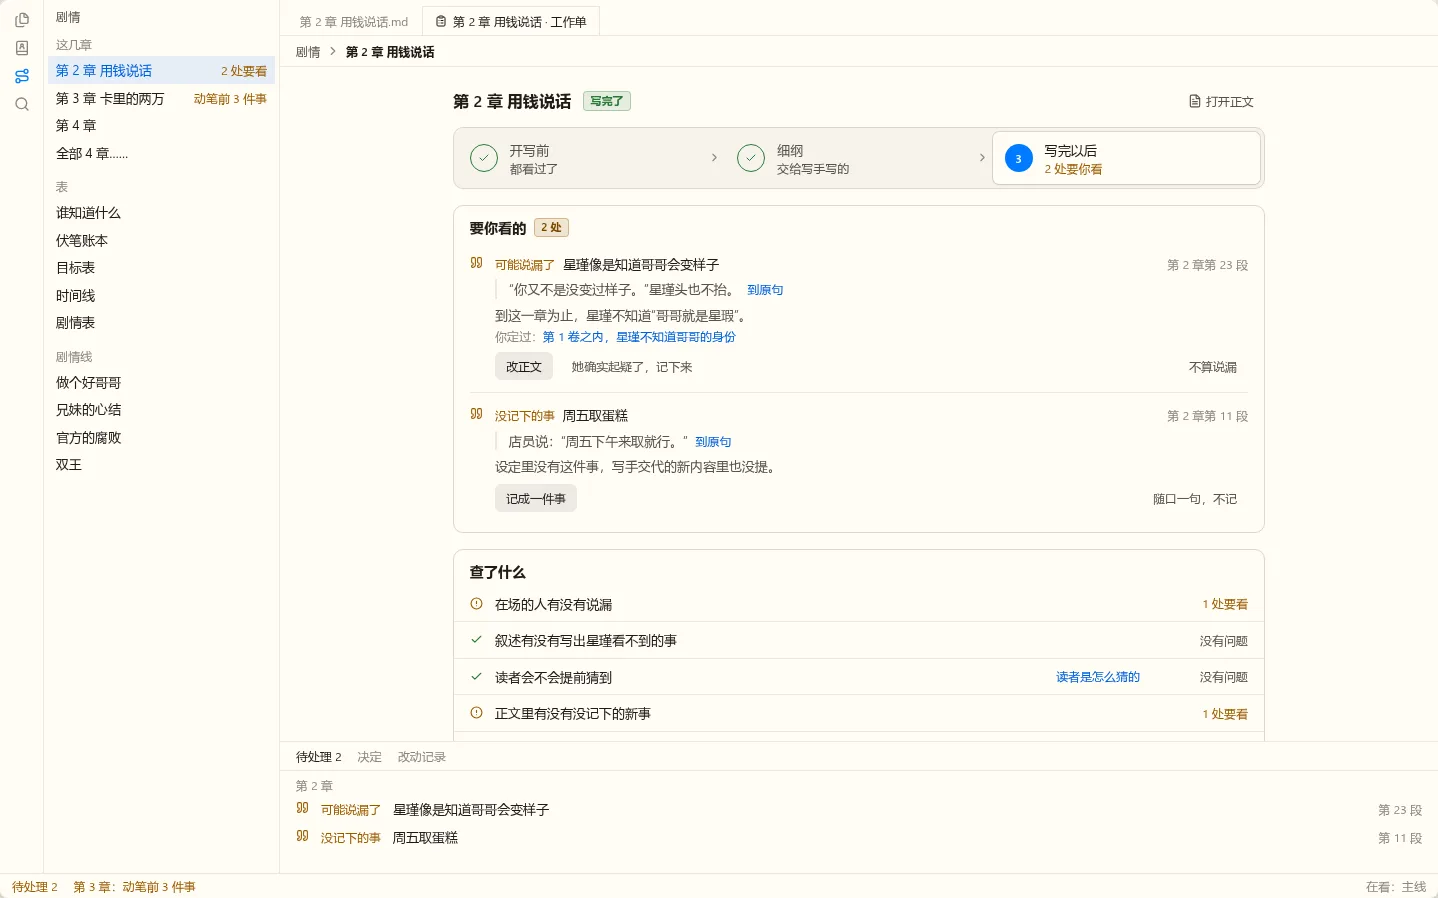 剧情
这几章
第 2 章 用钱说话 2 处要看
第 3 章 卡里的两万 动笔前 3 件事
第 4 章
全部 4 章……
表
谁知道什么
伏笔账本
目标表
时间线
剧情表
剧情线
做个好哥哥
兄妹的心结
官方的腐败
双王
第 2 章 用钱说话.md 第 2 章 用钱说话 · 工作单
剧情 > 第 2 章 用钱说话
第 2 章 用钱说话 写完了 打开正文
开写前
都看过了
细纲
交给写手写的
3 写完以后
2 处要你看
要你看的 2 处
可能说漏了 星瑾像是知道哥哥会变样子 第 2 章第 23 段
“你又不是没变过样子。”星瑾头也不抬。 到原句
到这一章为止，星瑾不知道“哥哥就是星瑕”。
你定过：第 1 卷之内，星瑾不知道哥哥的身份
改正文 她确实起疑了，记下来 不算说漏
没记下的事 周五取蛋糕 第 2 章第 11 段
店员说：“周五下午来取就行。” 到原句
设定里没有这件事，写手交代的新内容里也没提。
记成一件事 随口一句，不记
查了什么
在场的人有没有说漏 1 处要看
叙述有没有写出星瑾看不到的事 没有问题
读者会不会提前猜到 读者是怎么猜的 没有问题
正文里有没有没记下的新事 1 处要看
待处理 2 决定 改动记录
第 2 章
可能说漏了 星瑾像是知道哥哥会变样子 第 23 段
没记下的事 周五取蛋糕 第 11 段
待处理 2 第 3 章：动笔前 3 件事 在看：主线